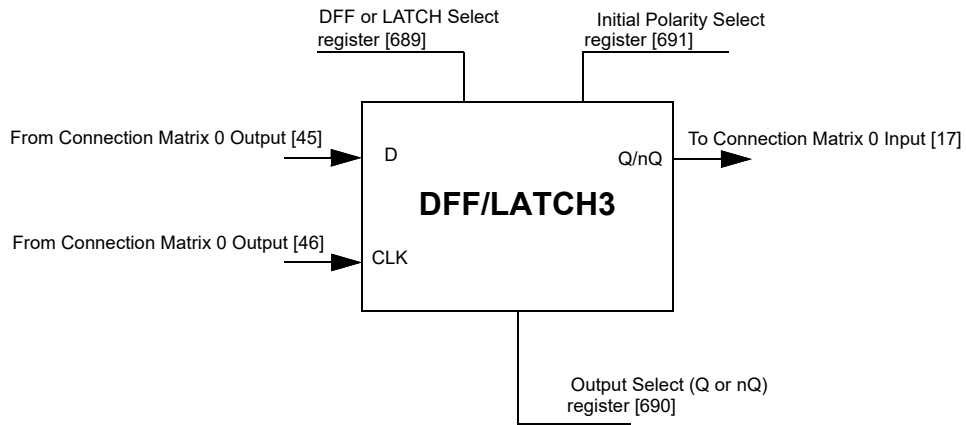 DFF or LATCH Select
register [689]
Initial Polarity Select
register [691]
From Connection Matrix 0 Output [45]
D
Q/nQ
To Connection Matrix 0 Input [17]
DFF/LATCH3
From Connection Matrix 0 Output [46]
CLK
Output Select (Q or nQ)
register [690]